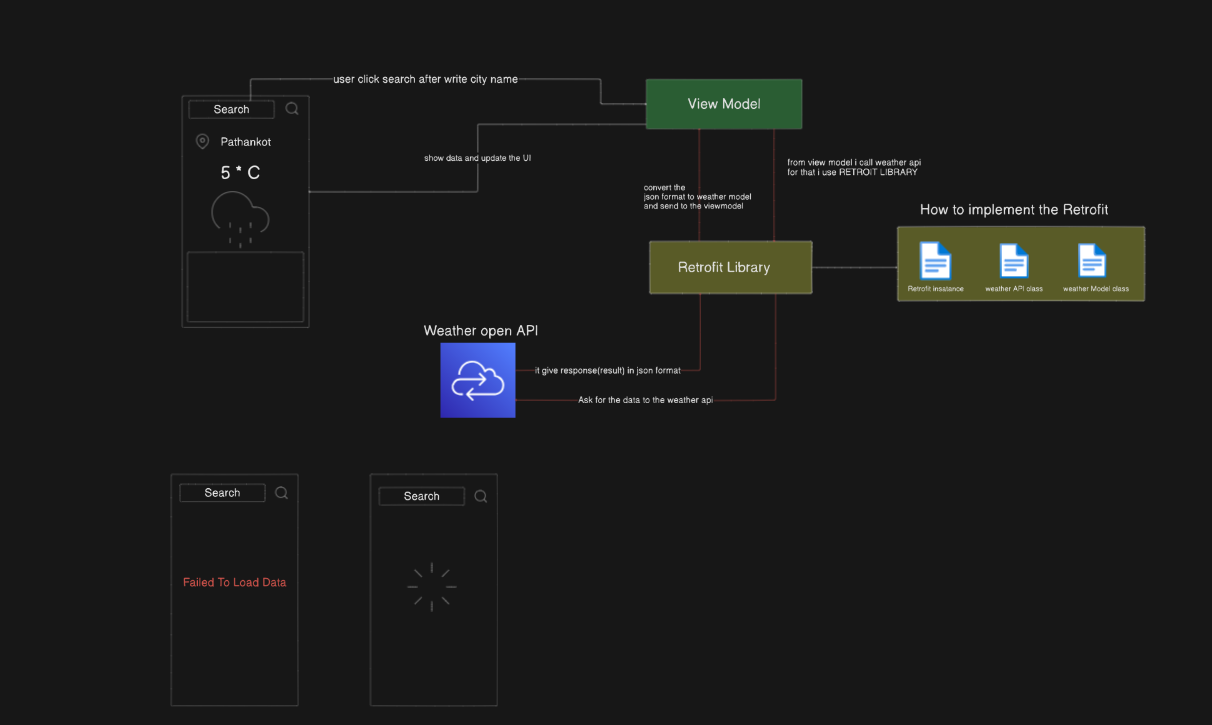 user click search after write city name
Search
View Model
Pathankot
5 * C
show data and update the UI
from view model i call weather api
for that i use RETROIT LIBRARY
convert the
json format to weather model
and send to the viewmodel
How to implement the Retrofit
Retrofit Library
Retrofit insatance
weather API class
weather Model class
Weather open API
it give response(result) in json format
Ask for the data to the weather api
Search
Search
Failed To Load Data